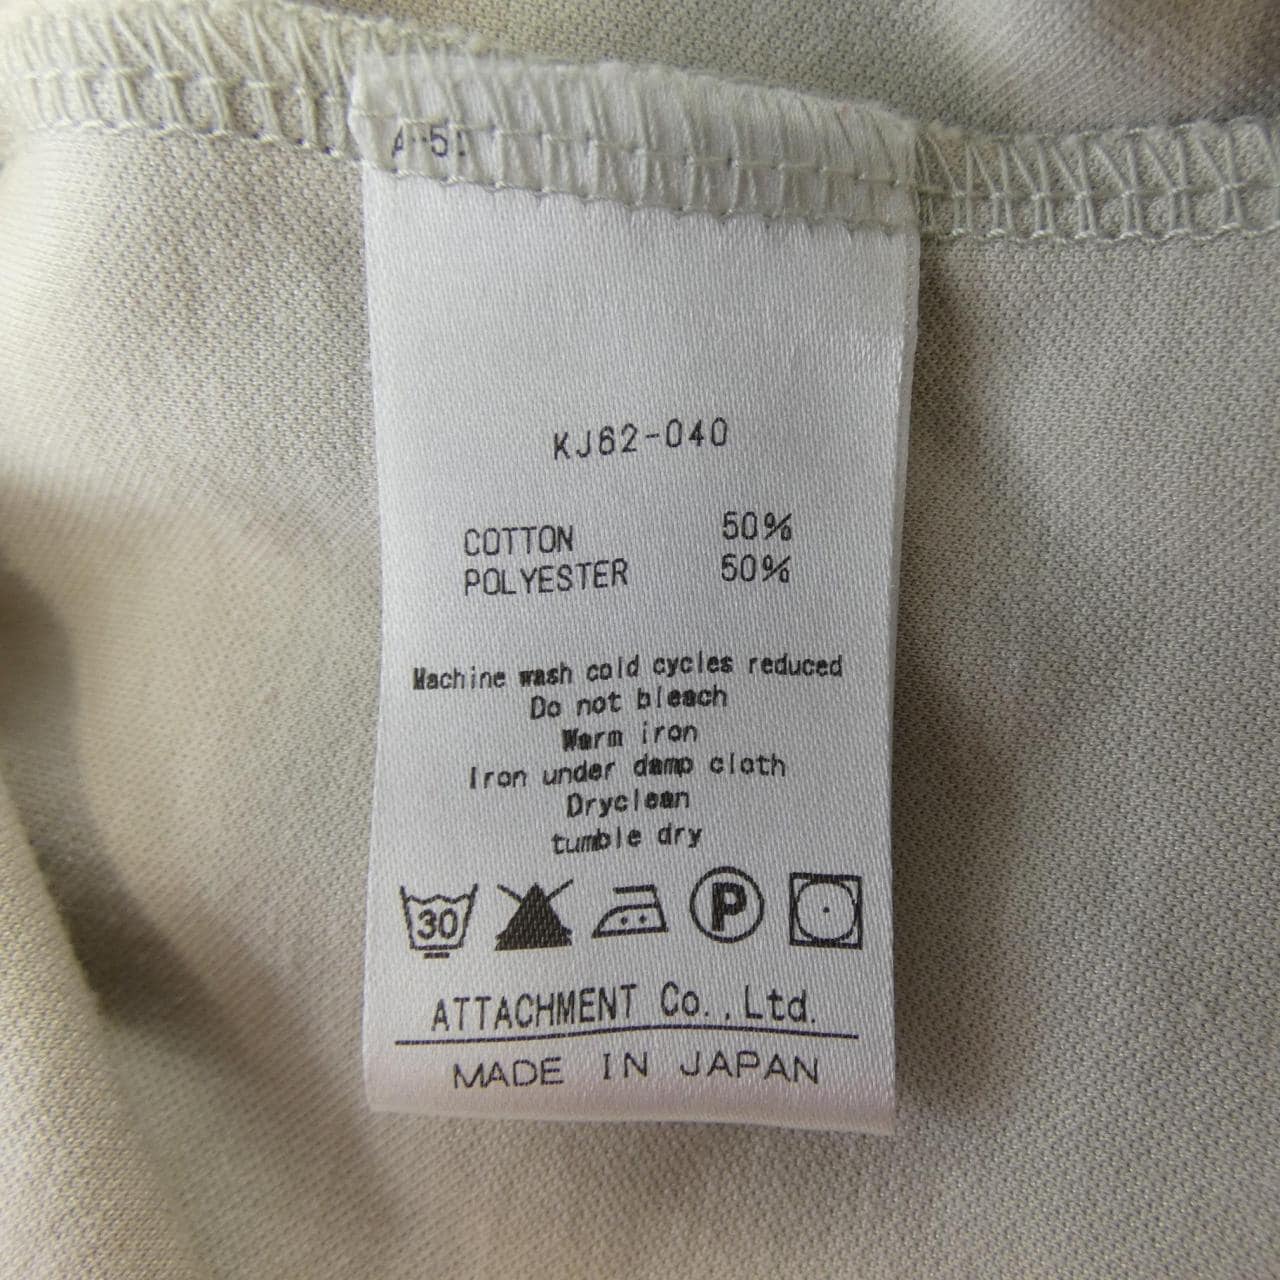 KJ62-040
COTTON 50%
POLYESTER 50%
Machine wash cold cycles reduced
Do not bleach
Warm iron
Iron under damp cloth
Dryclean
tumble dry
30 P
ATTACHMENT Co.,Ltd.
MADE IN JAPAN